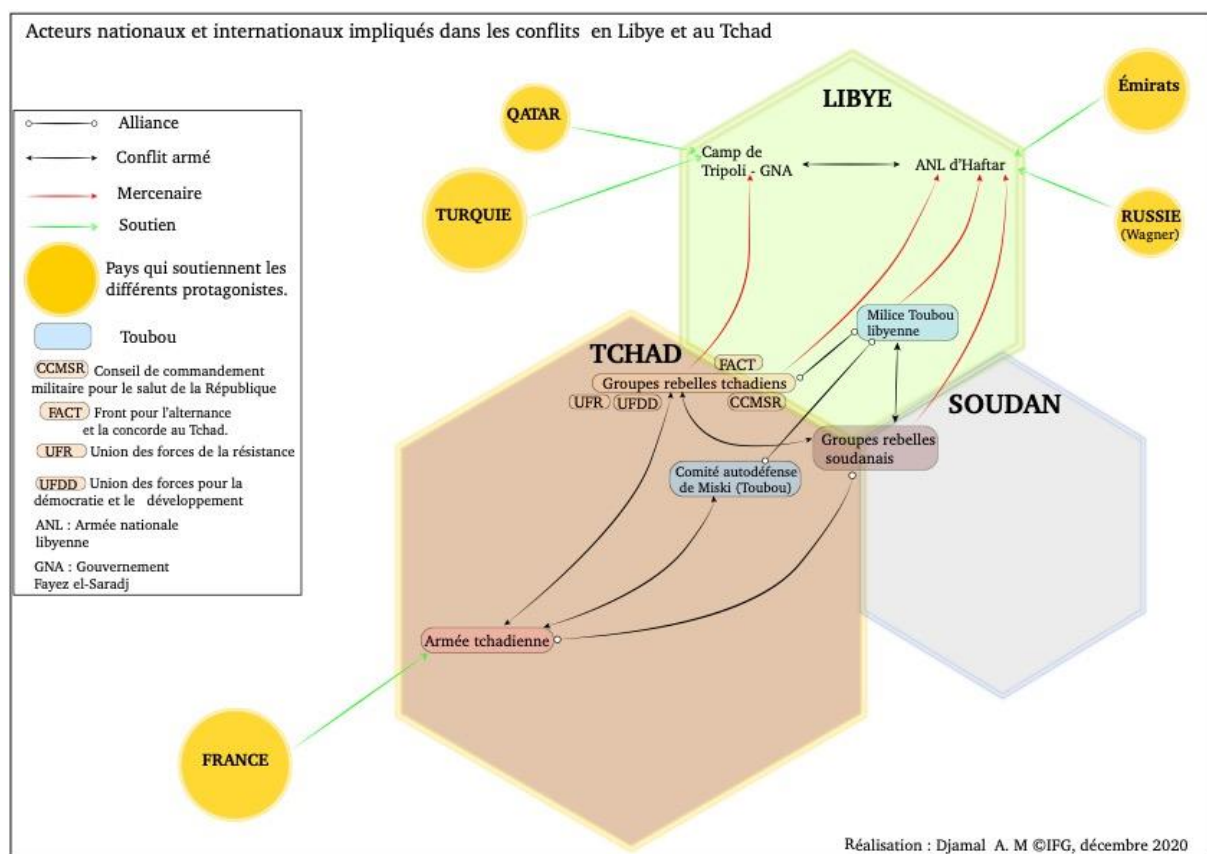 Acteurs nationaux et internationaux impliqués dans les conflits en Libye et au Tchad
Alliance
Conflit armé
Mercenaire
Soutien
Pays qui soutiennent les
différents protagonistes.
Toubou
CCMSR Conseil de commandement
militaire pour le salut de la République
FACT Front pour l'alternance
et la concorde au Tchad.
UFR Union des forces de la résistance
UFDD Union des forces pour la
démocratie et le développement
ANL : Armée nationale
libyenne
GNA : Gouvernement
Fayez el-Saradj
QATAR
TURQUIE
LIBYE
Camp de
Tripoli - GNA
ANL d'Haftar
Émirats
RUSSIE
(Wagner)
Milice Toubou
libyenne
TCHAD
FACT
Groupes rebelles tchadiens
UFR UFDD CCMSR
SOUDAN
Groupes rebelles
soudanais
Comité autodéfense
de Miski (Toubou)
Armée tchadienne
FRANCE
Réalisation : Djamal A. M ©IFG, décembre 2020